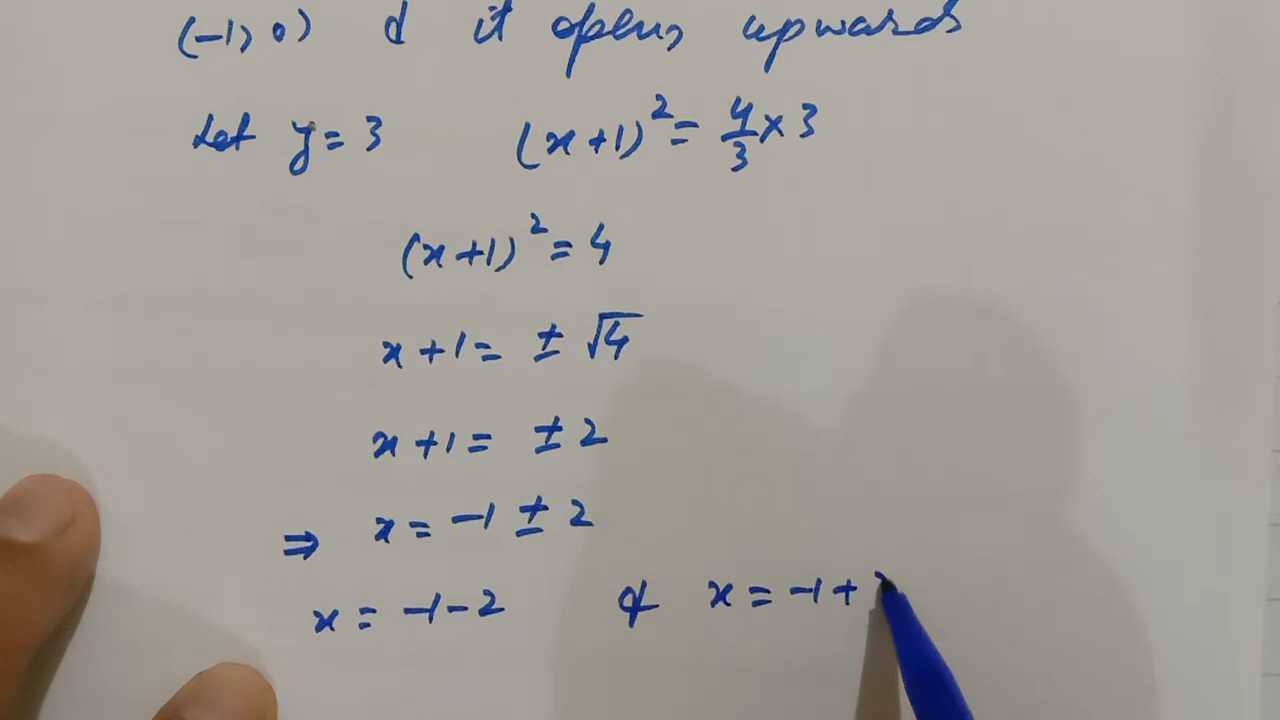 (-1, 0) & it opens upwards
Let y = 3 (x+1)² = 4/3 × 3
(x+1)² = 4
x+1 = ± √4
x+1 = ± 2
⇒ x = -1 ± 2
x = -1-2 & x = -1+